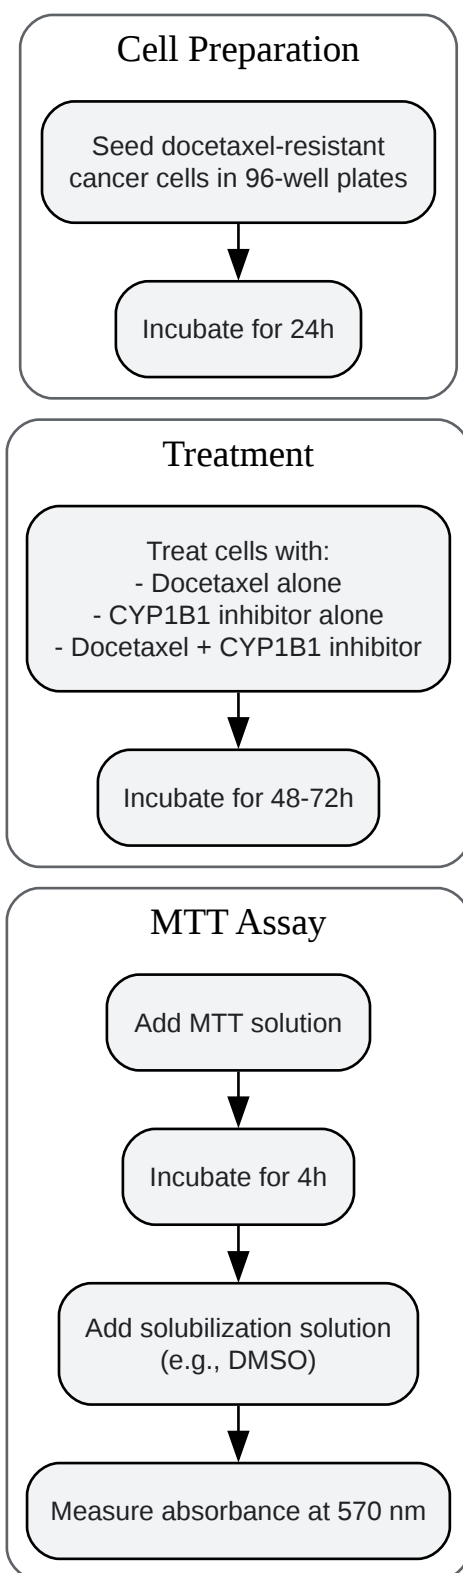 Cell Preparation
Seed docetaxel-resistant
cancer cells in 96-well plates
Incubate for 24h
Treatment
Treat cells with:
- Docetaxel alone
- CYP1B1 inhibitor alone
- Docetaxel + CYP1B1 inhibitor
Incubate for 48-72h
MTT Assay
Add MTT solution
Incubate for 4h
Add solubilization solution
(e.g., DMSO)
Measure absorbance at 570 nm